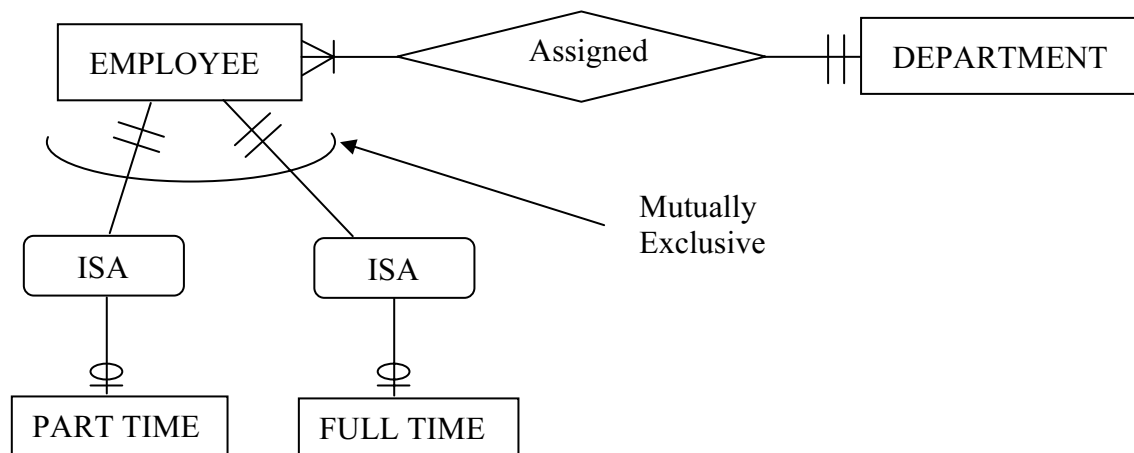 EMPLOYEE
Assigned
DEPARTMENT
Mutually
Exclusive
ISA
ISA
PART TIME
FULL TIME